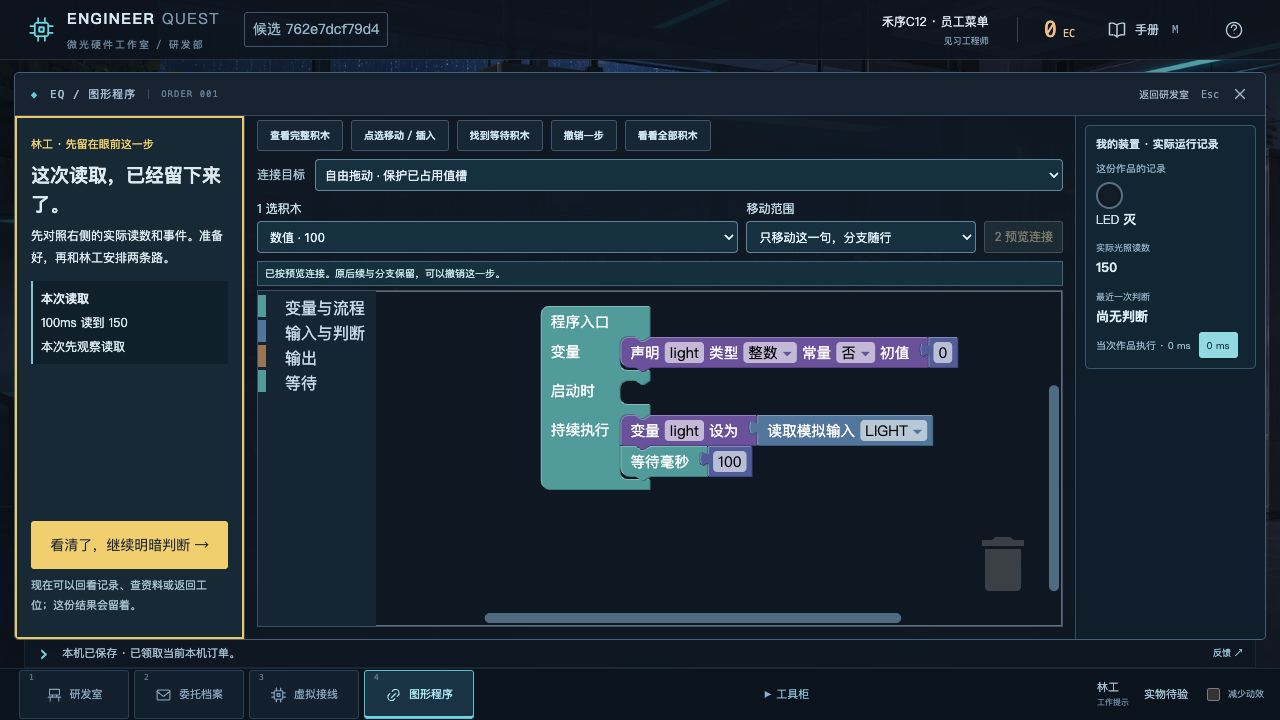 ENGINEER QUEST
微光硬件工作室 / 研发部
候选 762e7dcf79d4
禾序C12 · 员工菜单
见习工程师
0 EC
手册 M
?
EQ / 图形程序 | ORDER 001
返回研发室 Esc
林工 · 先留在眼前这一步
这次读取，已经留下来
了。
先对照右侧的实际读数和事件。准备
好，再和林工安排两条路。
本次读取
100ms 读到 150
本次先观察读取
看清了，继续明暗判断 →
现在可以回看记录、查资料或返回工
位；这份结果会留着。
查看完整积木
点选移动 / 插入
找到等待积木
撤销一步
看看全部积木
连接目标
自由拖动 · 保护已占用值槽
1 选积木
移动范围
数值 · 100
只移动这一句，分支随行
2 预览连接
已按预览连接。原后续与分支保留，可以撤销这一步。
变量与流程
输入与判断
输出
等待
程序入口
变量
声明 light 类型 整数 常量 否 初值 0
启动时
持续执行
变量 light 设为 读取模拟输入 LIGHT
等待毫秒 100
我的装置 · 实际运行记录
这份作品的记录
LED 灭
实际光照读数
150
最近一次判断
尚无判断
当次作品执行 · 0 ms
0 ms
本机已保存 · 已领取当前本机订单。
反馈 ↗
1 研发室
2 委托档案
3 虚拟接线
4 图形程序
工具柜
林工
工作提示
实物待验
减少动效